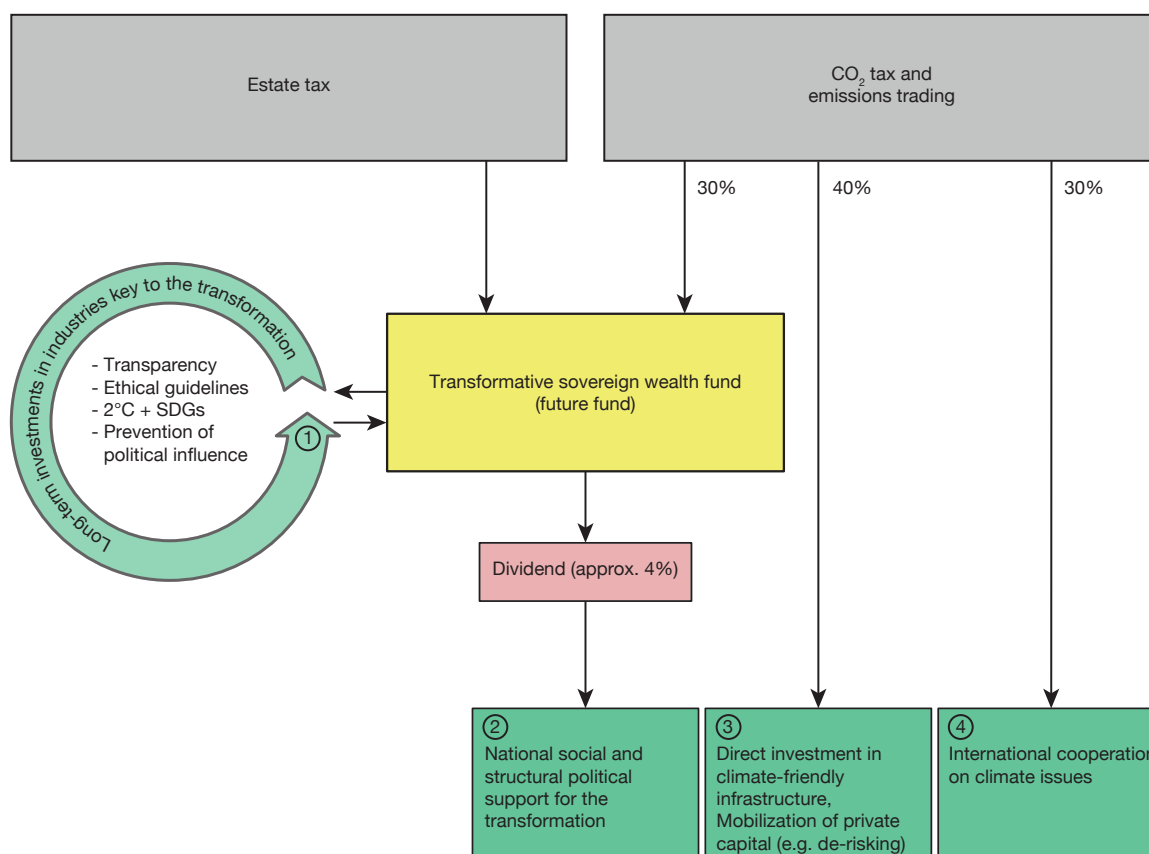 Estate tax
CO₂ tax and
emissions trading
30%
40%
30%
Long-term investments in industries key to the transformation
- Transparency
- Ethical guidelines
- 2°C + SDGs
- Prevention of
political influence
1
Transformative sovereign wealth fund
(future fund)
Dividend (approx. 4%)
2
National social and
structural political
support for the
transformation
3
Direct investment in
climate-friendly
infrastructure,
Mobilization of private
capital (e.g. de-risking)
4
International cooperation
on climate issues